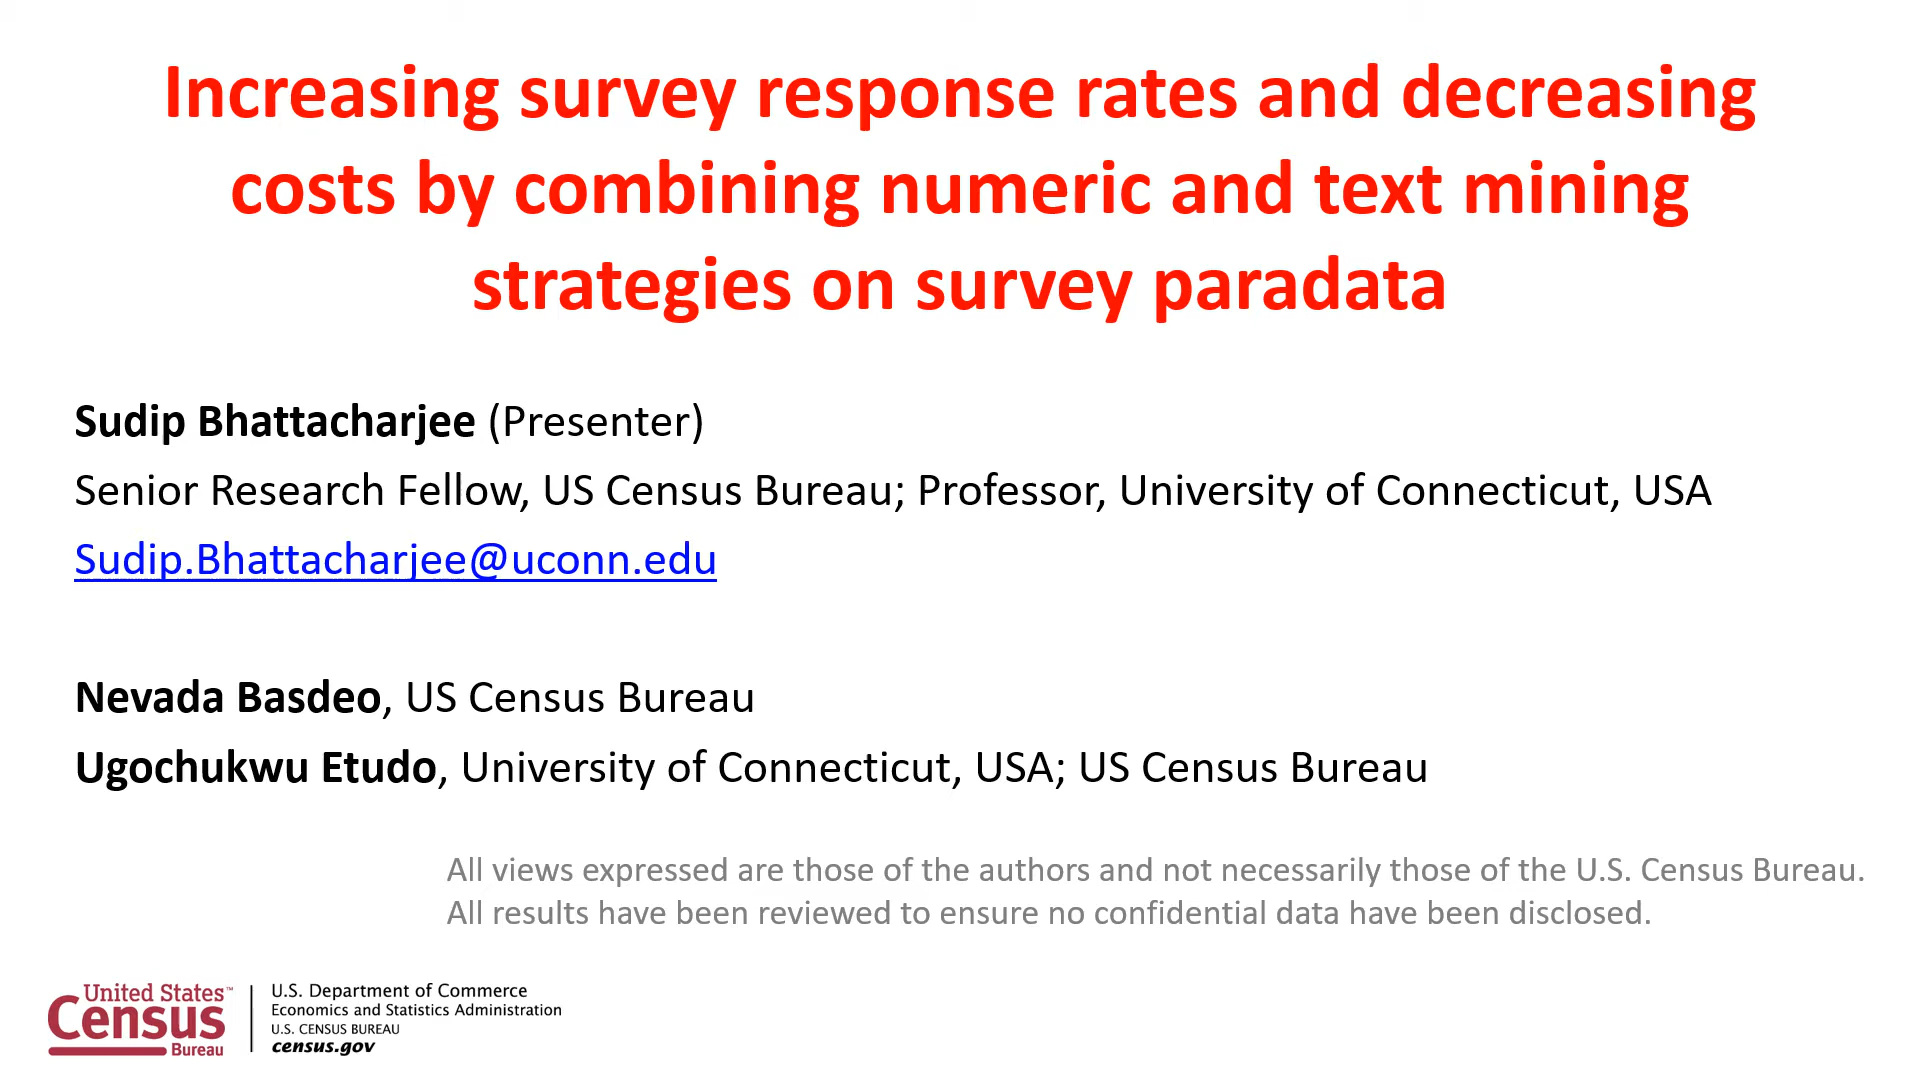 Increasing survey response rates and decreasing
costs by combining numeric and text mining
strategies on survey paradata
Sudip Bhattacharjee (Presenter)
Senior Research Fellow, US Census Bureau; Professor, University of Connecticut, USA
Sudip.Bhattacharjee@uconn.edu
Nevada Basdeo, US Census Bureau
Ugochukwu Etudo, University of Connecticut, USA; US Census Bureau
All views expressed are those of the authors and not necessarily those of the U.S. Census Bureau.
All results have been reviewed to ensure no confidential data have been disclosed.
United States™
Census
Bureau
U.S. Department of Commerce
Economics and Statistics Administration
U.S. CENSUS BUREAU
census.gov